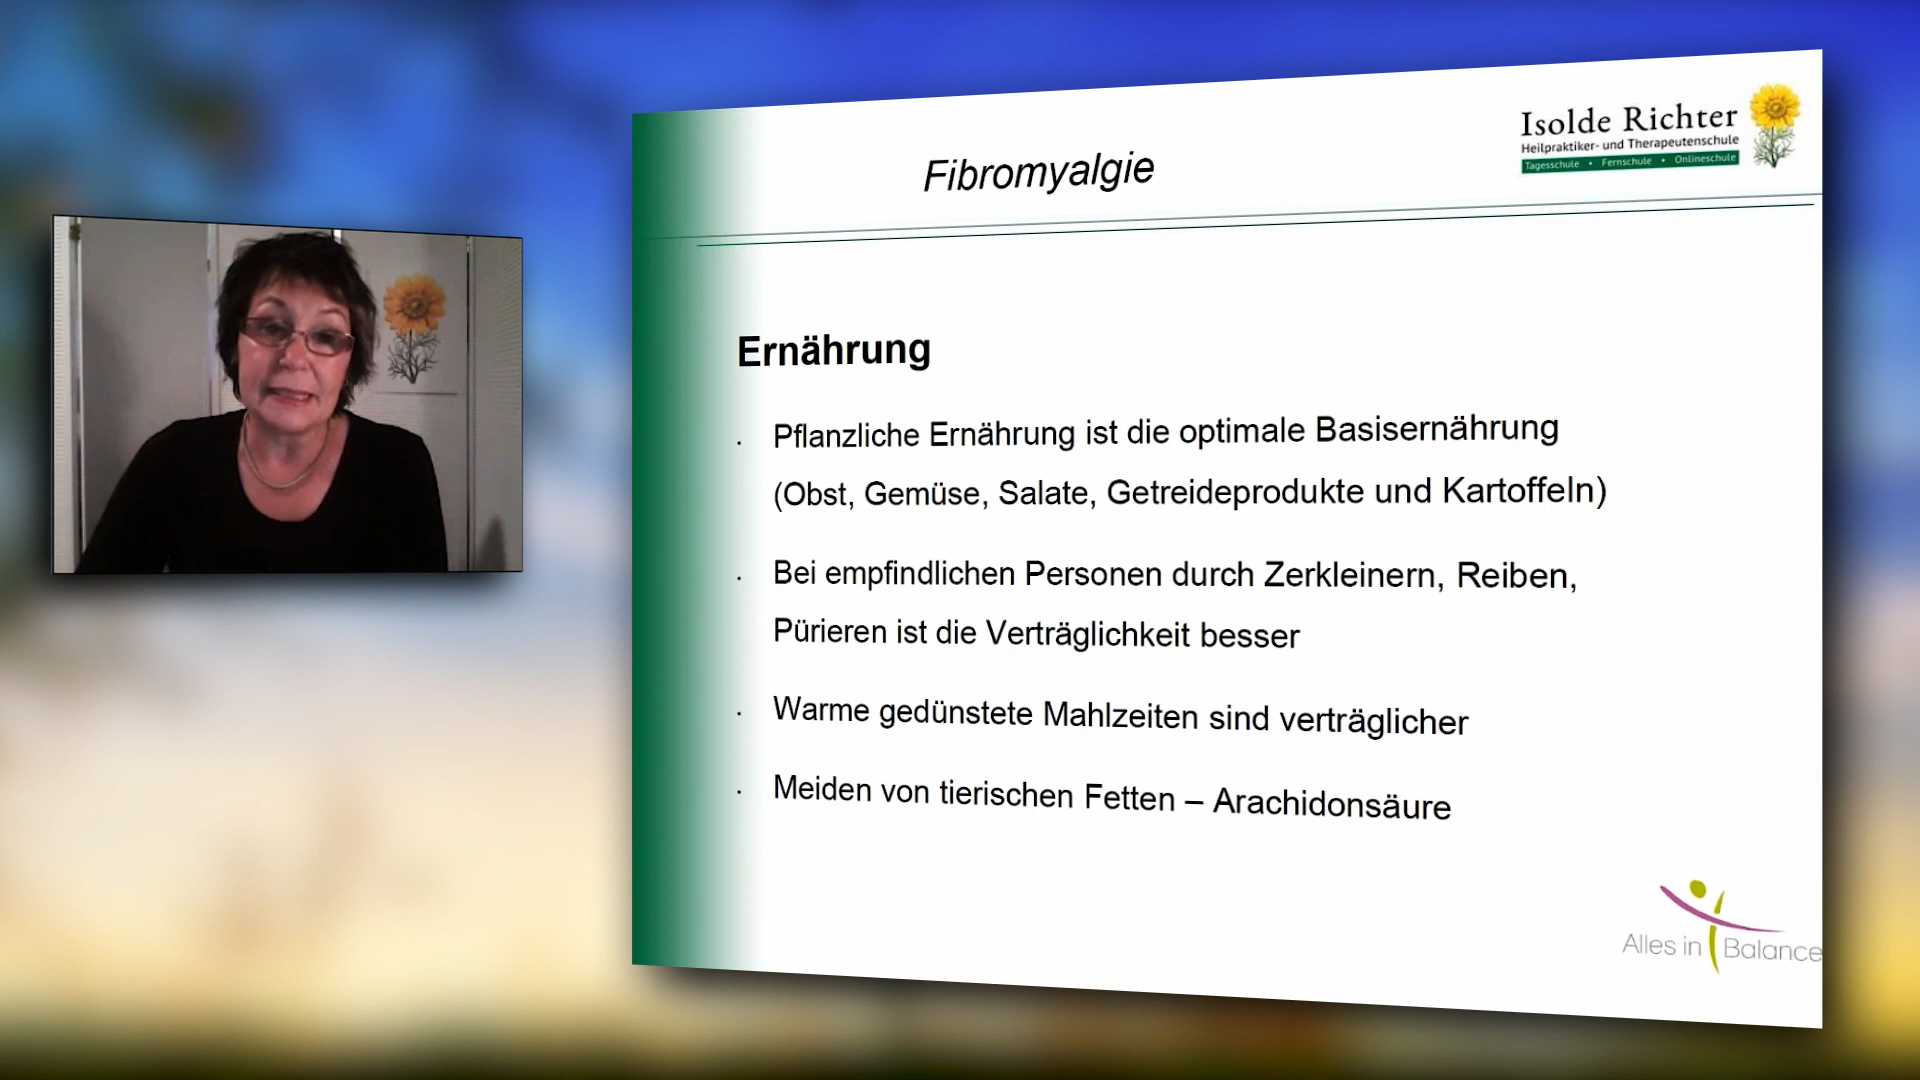 Isolde Richter
Heilpraktiker- und Therapeutenschule
Tagesschule • Fernschule • Onlineschule
Fibromyalgie
Ernährung
. Pflanzliche Ernährung ist die optimale Basisernährung
(Obst, Gemüse, Salate, Getreideprodukte und Kartoffeln)
. Bei empfindlichen Personen durch Zerkleinern, Reiben,
Pürieren ist die Verträglichkeit besser
. Warme gedünstete Mahlzeiten sind verträglicher
. Meiden von tierischen Fetten – Arachidonsäure
Alles in Balance